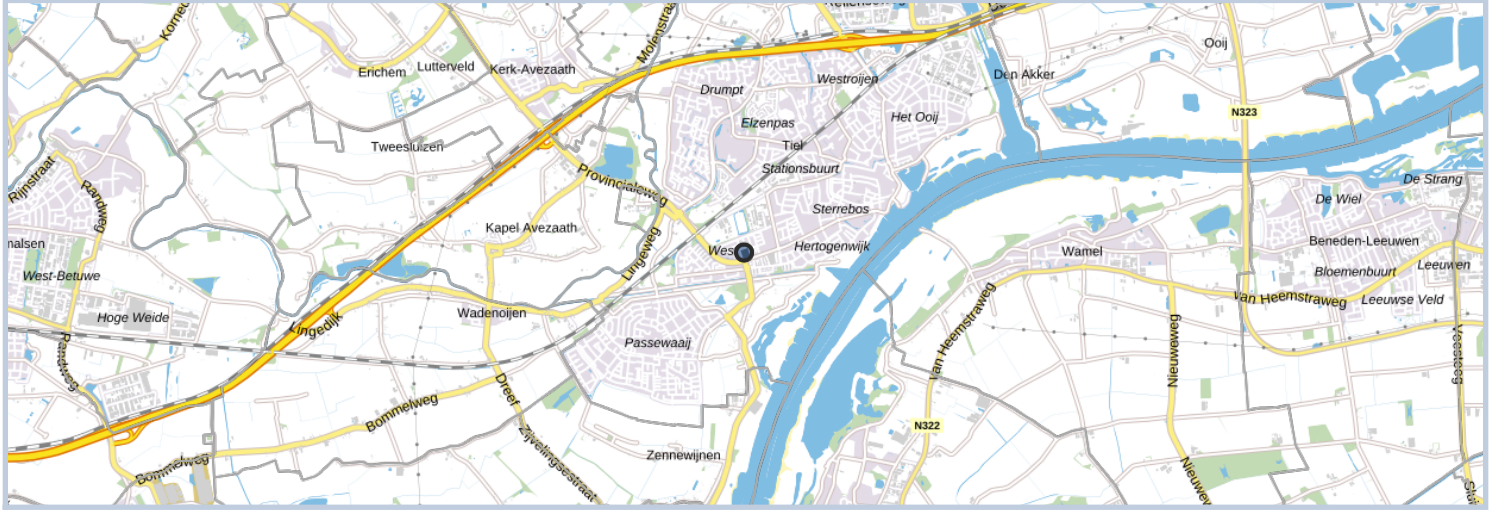 Molenstraat
Ooij
Erichem
Lutterveld
Kerk-Avezaath
Westroijen
Den Akker
Drumpt
N323
Elzenpas
Het Ooij
Tweesluizen
Tiel
Stationsbuurt
Rijnstraat
Randweg
Provincialeweg
De Strang
De Wiel
Sterrebos
Kapel Avezaath
Lingeweg
Hertogenwijk
Wamel
Beneden-Leeuwen
Bloemenbuurt
Leeuwen
West-Betuwe
van Heemstraweg
Leeuwse Veld
Hoge Weide
Lingedijk
Wadenoijen
van Heemstraweg
Passewaaij
Nieuweweg
Randweg
Dreef
Bommelweg
N322
Zijvelingsestraat
Zennewijnen
Bommelweg